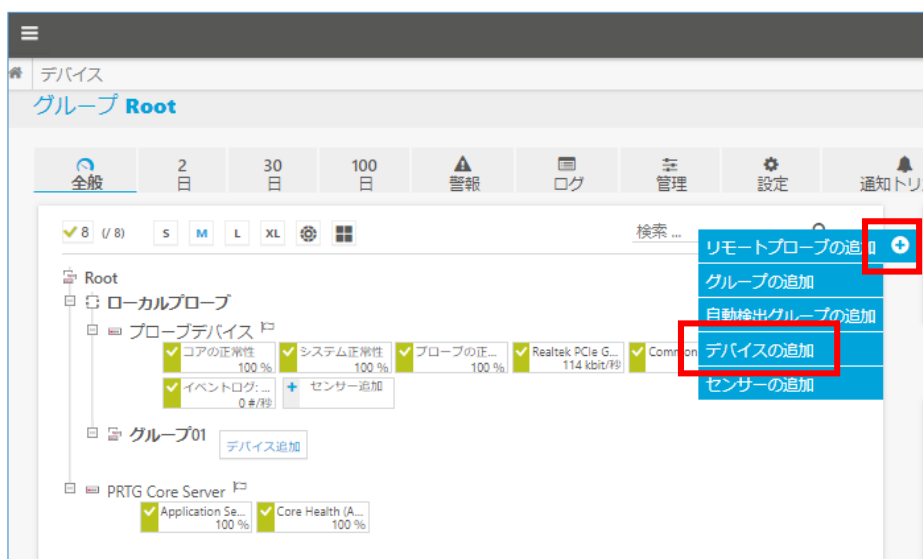 デバイス
グループ Root
全般
2
日
30
日
100
日
警報
ログ
管理
設定
通知トリ
8 (/ 8) S M L XL
検索 ...
リモートプローブの追加
グループの追加
自動検出グループの追加
デバイスの追加
センサーの追加
Root
ローカルプローブ
プローブデバイス
コアの正常性
100 %
システム正常性
100 %
プローブの正...
100 %
Realtek PCIe G...
114 kbit/秒
Common
イベントログ: ...
0 #/秒
センサー追加
グループ01
デバイス追加
PRTG Core Server
Application Se...
100 %
Core Health (A...
100 %